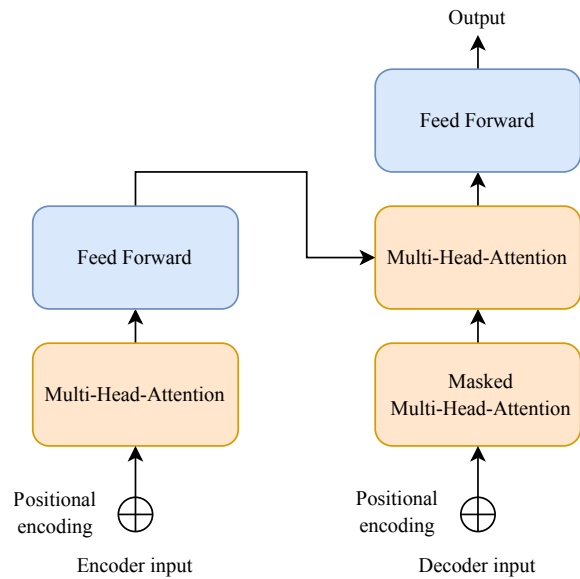 Output
Feed Forward
Feed Forward
Multi-Head-Attention
Multi-Head-Attention
Masked
Multi-Head-Attention
Positional
encoding
Positional
encoding
Encoder input
Decoder input